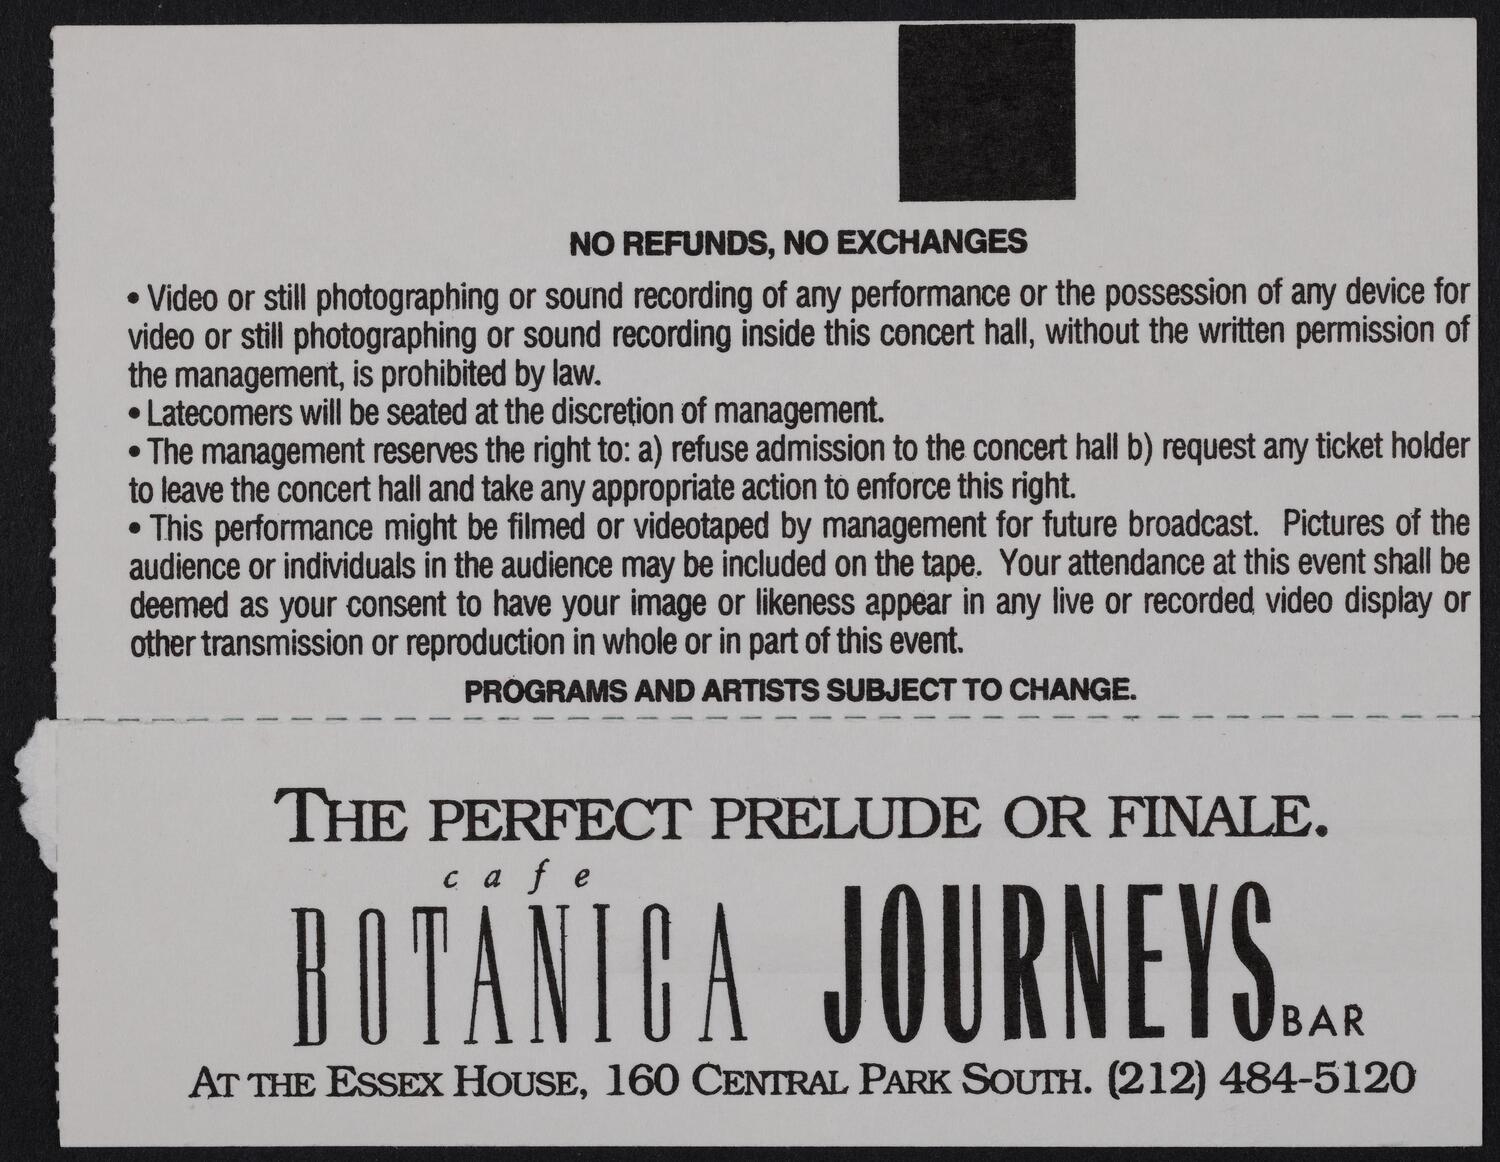 NO REFUNDS, NO EXCHANGES
• Video or still photographing or sound recording of any performance or the possession of any device for
video or still photographing or sound recording inside this concert hall, without the written permission of
the management, is prohibited by law.
• Latecomers will be seated at the discretion of management.
• The management reserves the right to: a) refuse admission to the concert hall b) request any ticket holder
to leave the concert hall and take any appropriate action to enforce this right.
• This performance might be filmed or videotaped by management for future broadcast. Pictures of the
audience or individuals in the audience may be included on the tape. Your attendance at this event shall be
deemed as your consent to have your image or likeness appear in any live or recorded video display or
other transmission or reproduction in whole or in part of this event.
PROGRAMS AND ARTISTS SUBJECT TO CHANGE.
THE PERFECT PRELUDE OR FINALE.
cafe
BOTANICA JOURNEYS BAR
AT THE ESSEX HOUSE, 160 CENTRAL PARK SOUTH. (212) 484-5120